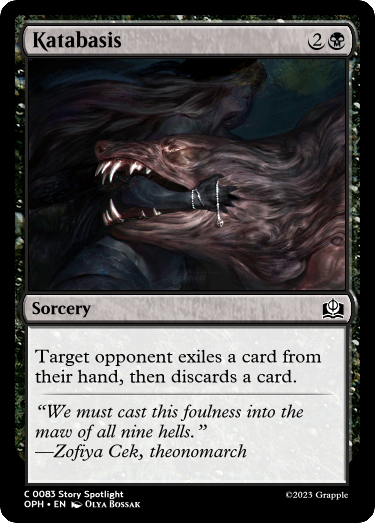 Katabasis 2
Sorcery
Target opponent exiles a card from
their hand, then discards a card.
“We must cast this foulness into the
maw of all nine hells.”
—Zofiya Cek, theonomarch
C 0083 Story Spotlight
OPH • EN Olya Bossak
©2023 Grapple